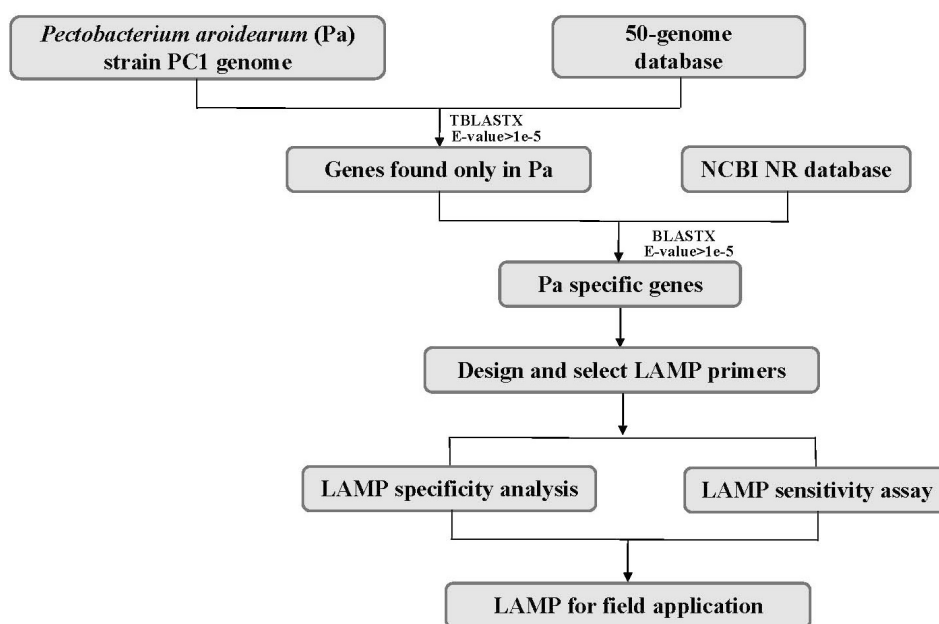 Pectobacterium aroidearum (Pa)
strain PC1 genome
50-genome
database
TBLASTX
E-value>1e-5
Genes found only in Pa
NCBI NR database
BLASTX
E-value>1e-5
Pa specific genes
Design and select LAMP primers
LAMP specificity analysis
LAMP sensitivity assay
LAMP for field application